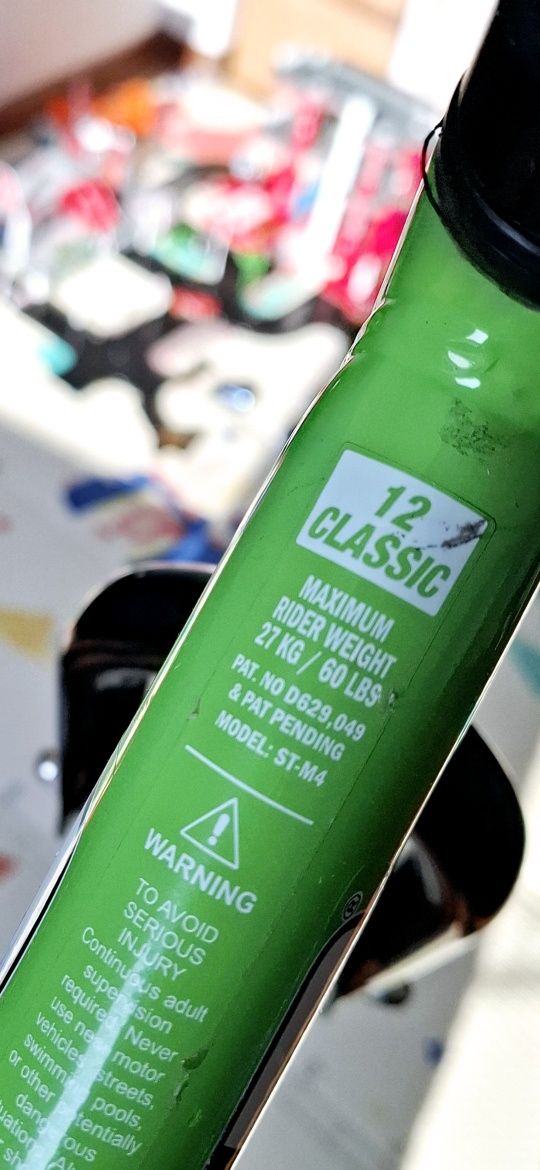 12
CLASSIC
MAXIMUM
RIDER WEIGHT
27 KG / 60 LBS
PAT. NO D629,049
& PAT PENDING
MODEL: ST-M4
WARNING
TO AVOID
SERIOUS
INJURY
Continuous adult
supervision
required. Never
use near motor
vehicles, streets,
swimming pools,
or other potentially
dangerous